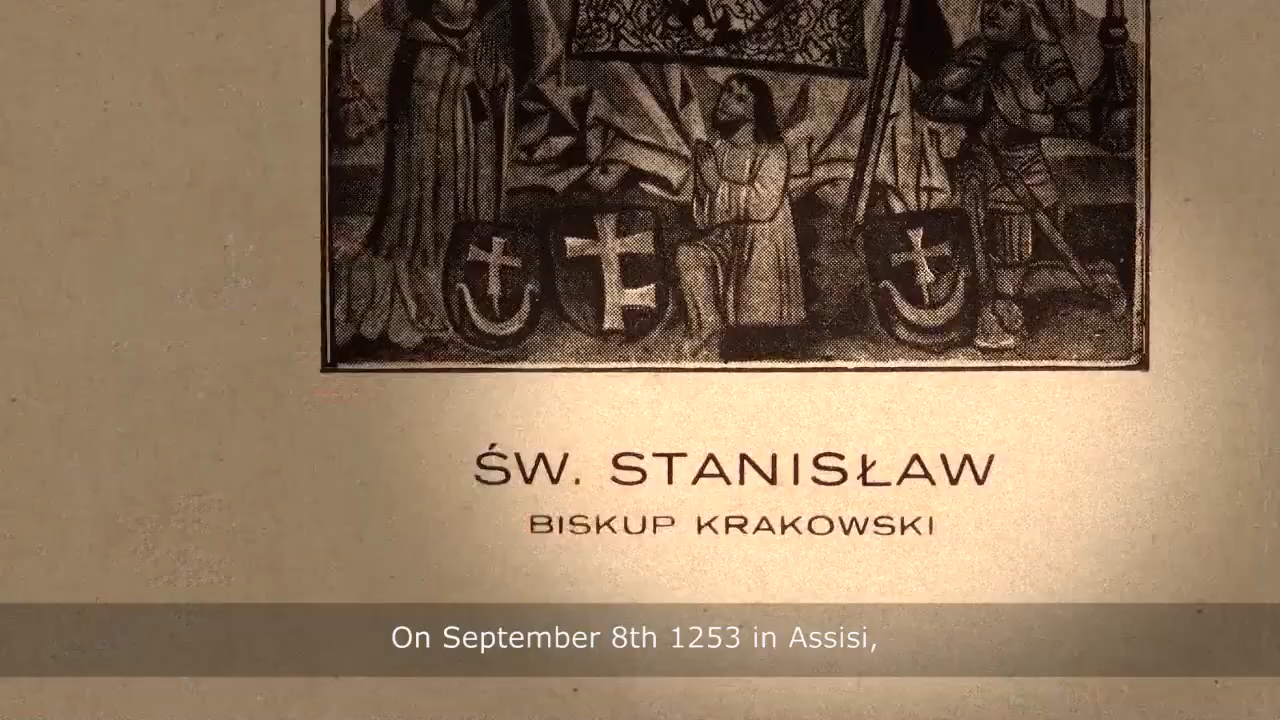 ŚW. STANISŁAW
BISKUP KRAKOWSKI
On September 8th 1253 in Assisi,